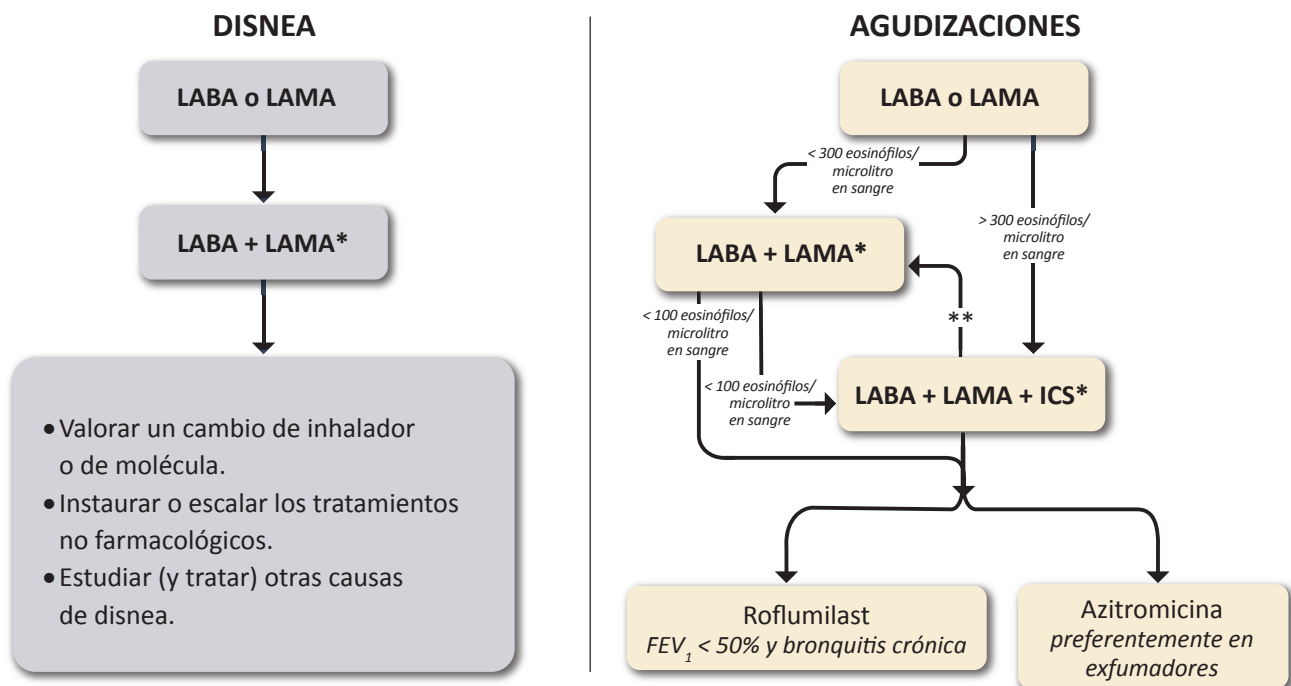 DISNEA
LABA o LAMA
LABA + LAMA*
• Valorar un cambio de inhalador
o de molécula.
• Instaurar o escalar los tratamientos
no farmacológicos.
• Estudiar (y tratar) otras causas
de disnea.
AGUDIZACIONES
LABA o LAMA
< 300 eosinófilos/
microlitro
en sangre
> 300 eosinófilos/
microlitro
en sangre
LABA + LAMA*
< 100 eosinófilos/
microlitro
en sangre
**
< 100 eosinófilos/
microlitro
en sangre
LABA + LAMA + ICS*
Roflumilast
FEV₁ < 50% y bronquitis crónica
Azitromicina
preferentemente en
exfumadores